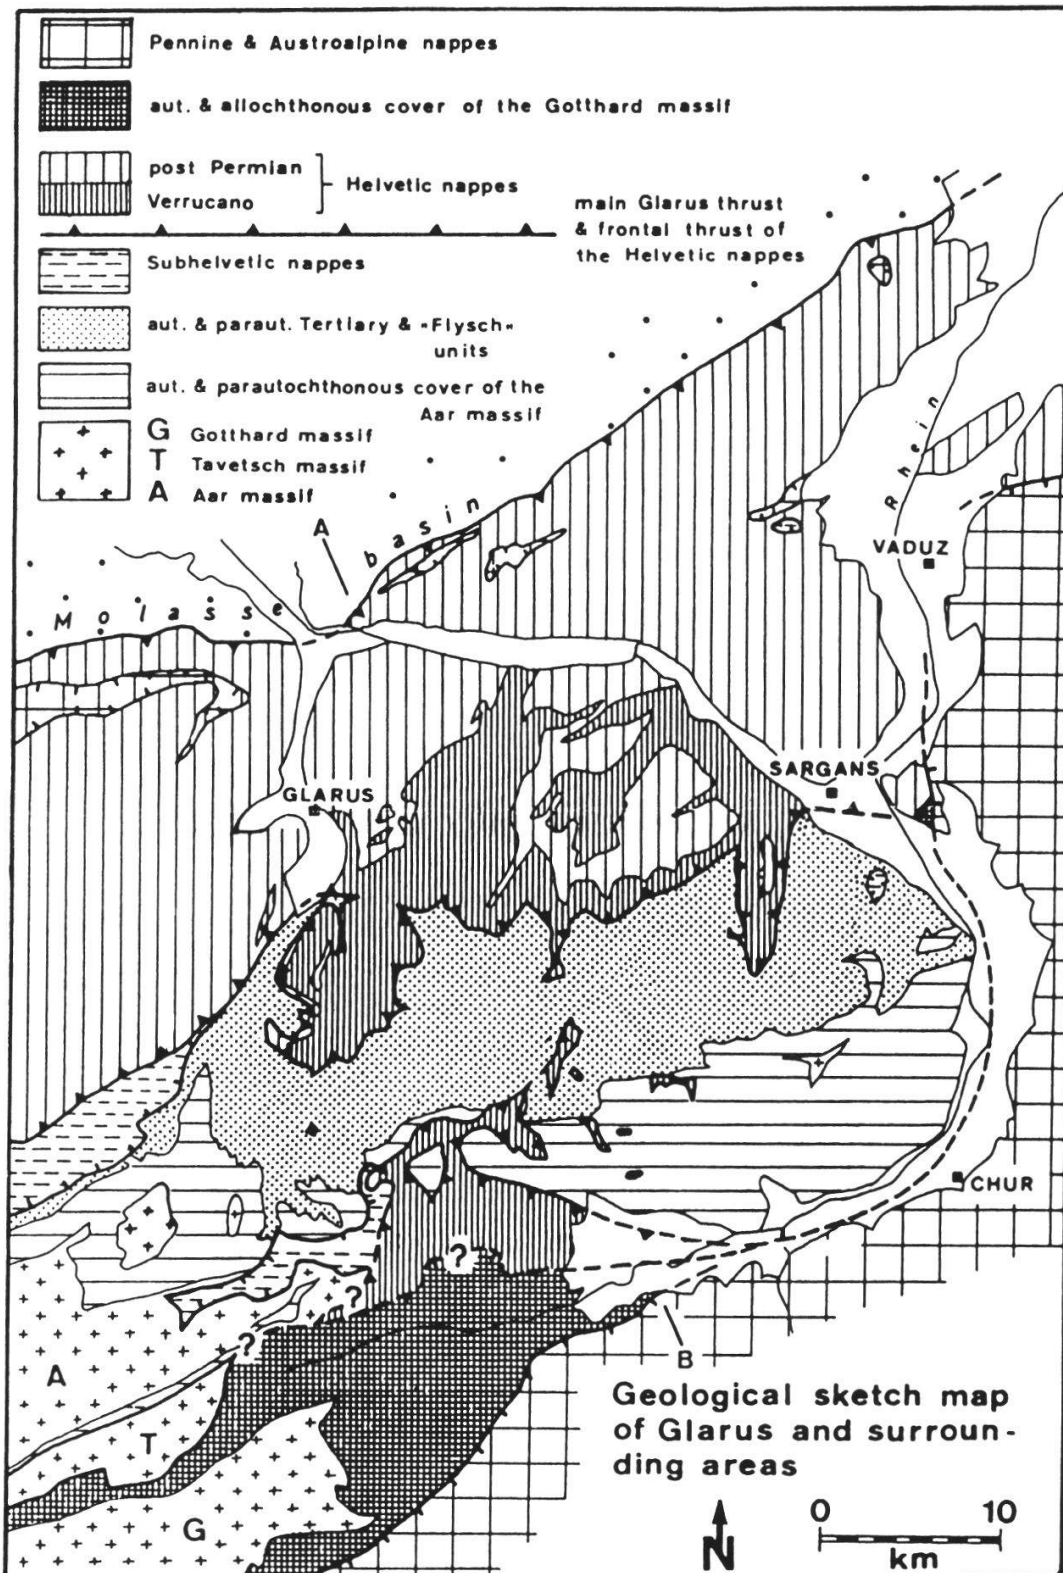 Pennine & Austroalpine nappes
aut. & allochthonous cover of the Gotthard massif
post Permian
Verrucano
Helvetic nappes
main Glarus thrust
& frontal thrust of
the Helvetic nappes
Subhelvetic nappes
aut. & paraut. Tertiary & «Flysch»
units
aut. & parautochthonous cover of the
Aar massif
G Gotthard massif
T Tavetsch massif
A Aar massif
A
Molasse basin
Rhein
VADUZ
SARGANS
GLARUS
CHUR
?
?
?
A
B
T
G
Geological sketch map
of Glarus and surroun-
ding areas
N
0 10
km